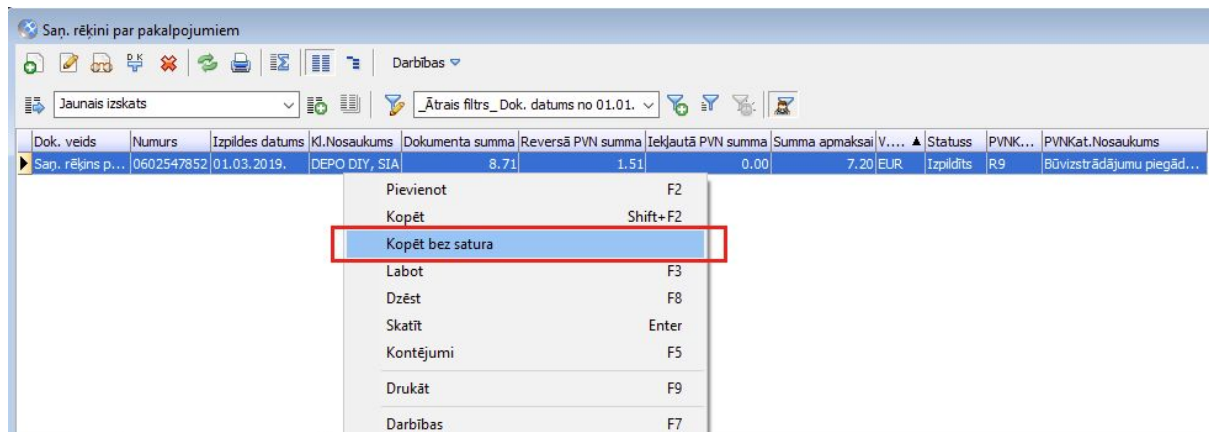 Saņ. rēķini par pakalpojumiem
D K
Darbības
Jaunais izskats
_Ātrais filtrs_Dok. datums no 01.01.
Dok. veids Numurs Izpildes datums Kl.Nosaukums Dokumenta summa Reversā PVN summa Iekļautā PVN summa Summa apmaksai V.... Statuss PVNK... PVNKat.Nosaukums
Saņ. rēķins p... 0602547852 01.03.2019. DEPO DIY, SIA 8.71 1.51 0.00 7.20 EUR Izpildīts R9 Būvizstrādājumu piegād...
Pievienot F2
Kopēt Shift+F2
Kopēt bez satura
Labot F3
Dzēst F8
Skatīt Enter
Kontējumi F5
Drukāt F9
Darbības F7